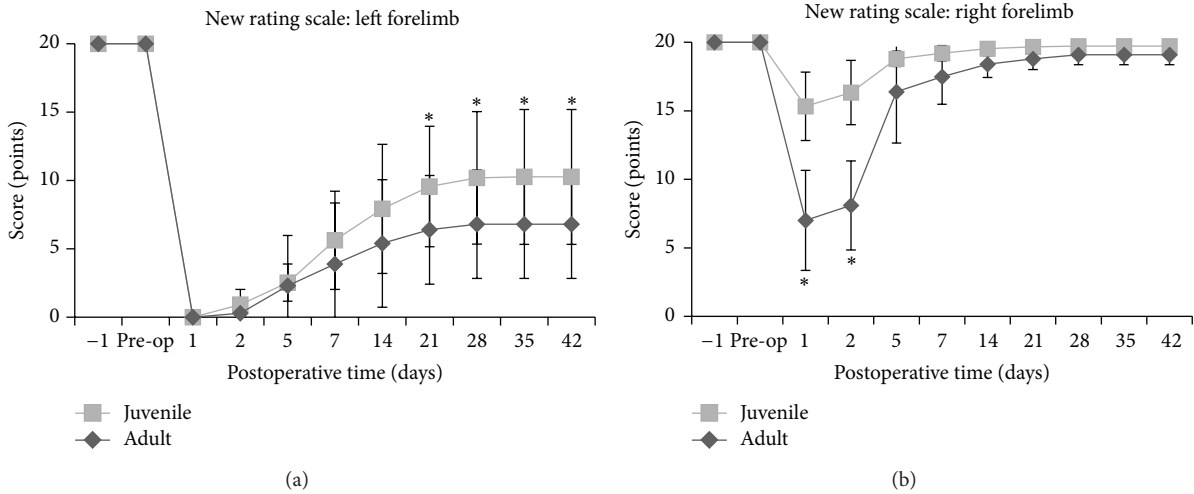 New rating scale: left forelimb
20
15
10
5
0
Score (points)
* * * *
−1 Pre-op 1 2 5 7 14 21 28 35 42
Postoperative time (days)
Juvenile
Adult
(a)
New rating scale: right forelimb
20
15
10
5
0
Score (points)
* *
−1 Pre-op 1 2 5 7 14 21 28 35 42
Postoperative time (days)
Juvenile
Adult
(b)